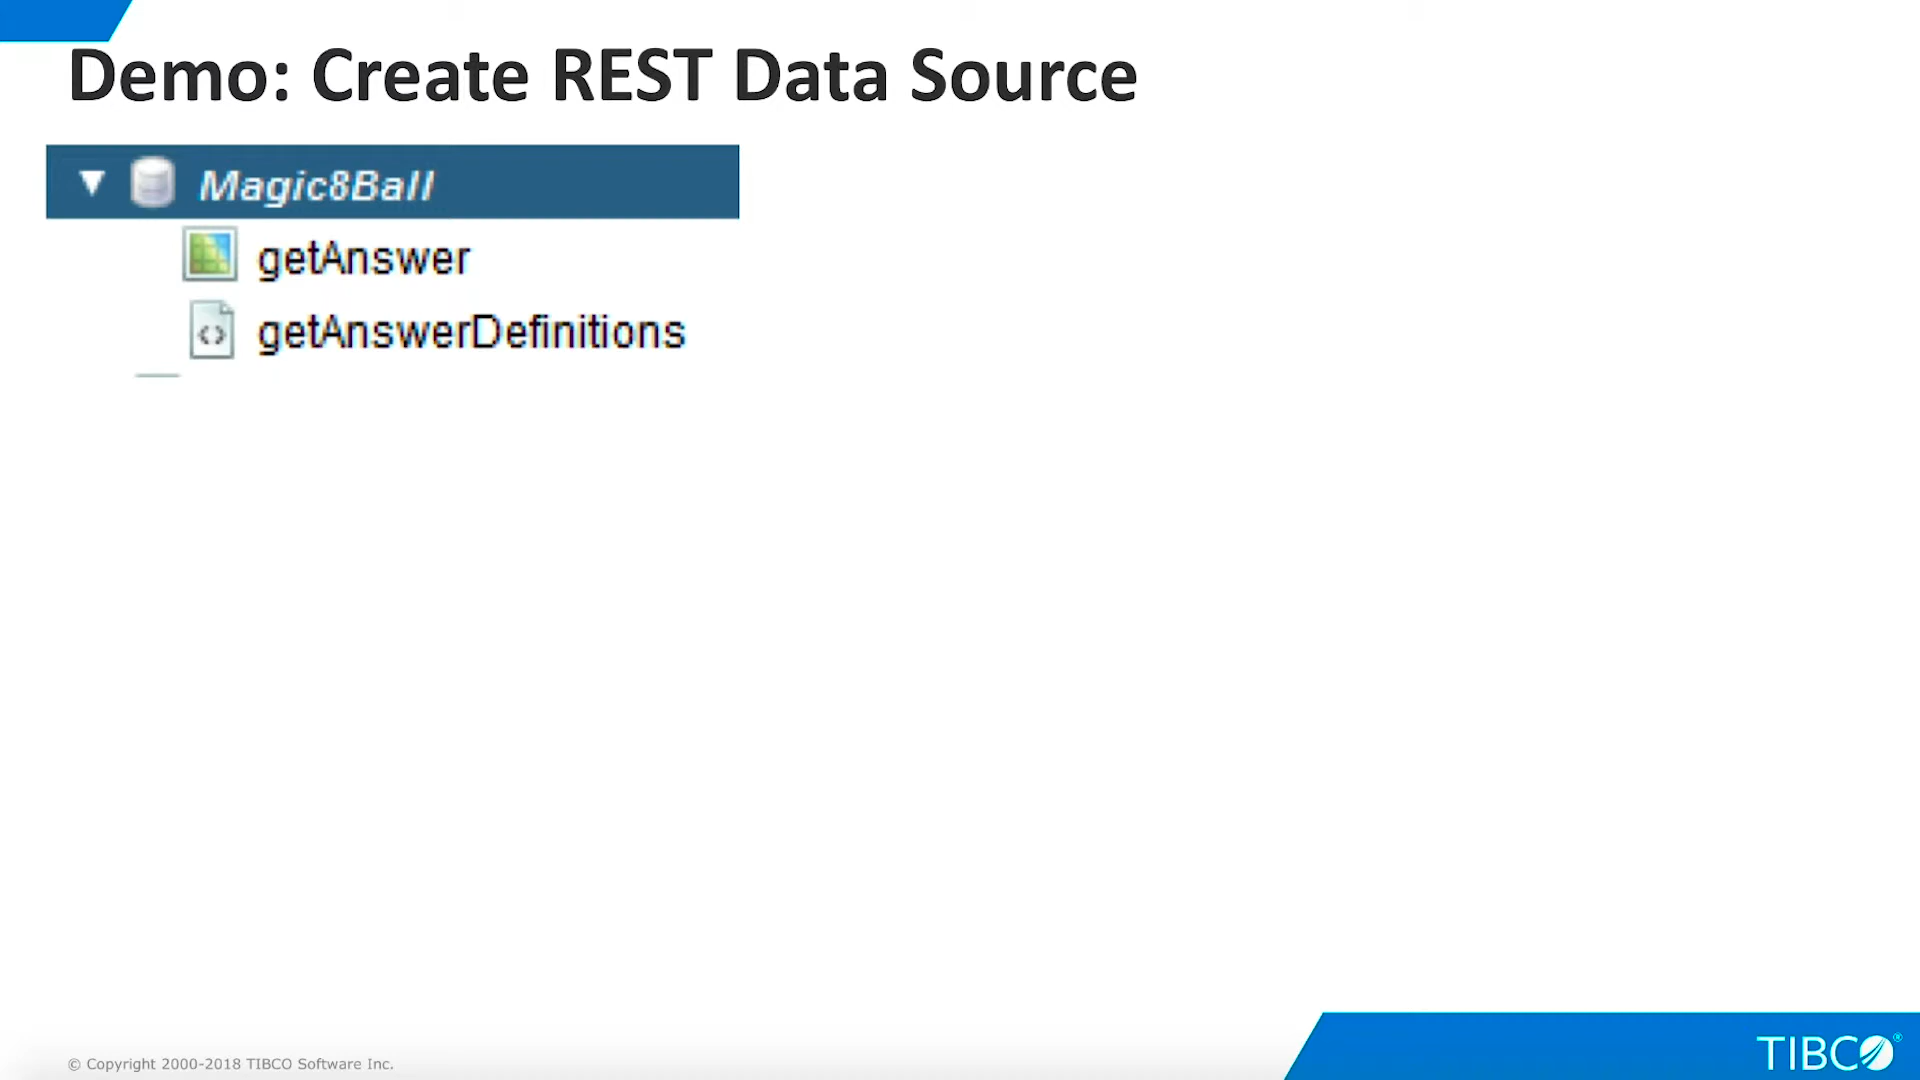 Demo: Create REST Data Source
Magic8Ball
getAnswer
getAnswerDefinitions
© Copyright 2000-2018 TIBCO Software Inc.
TIBCO®